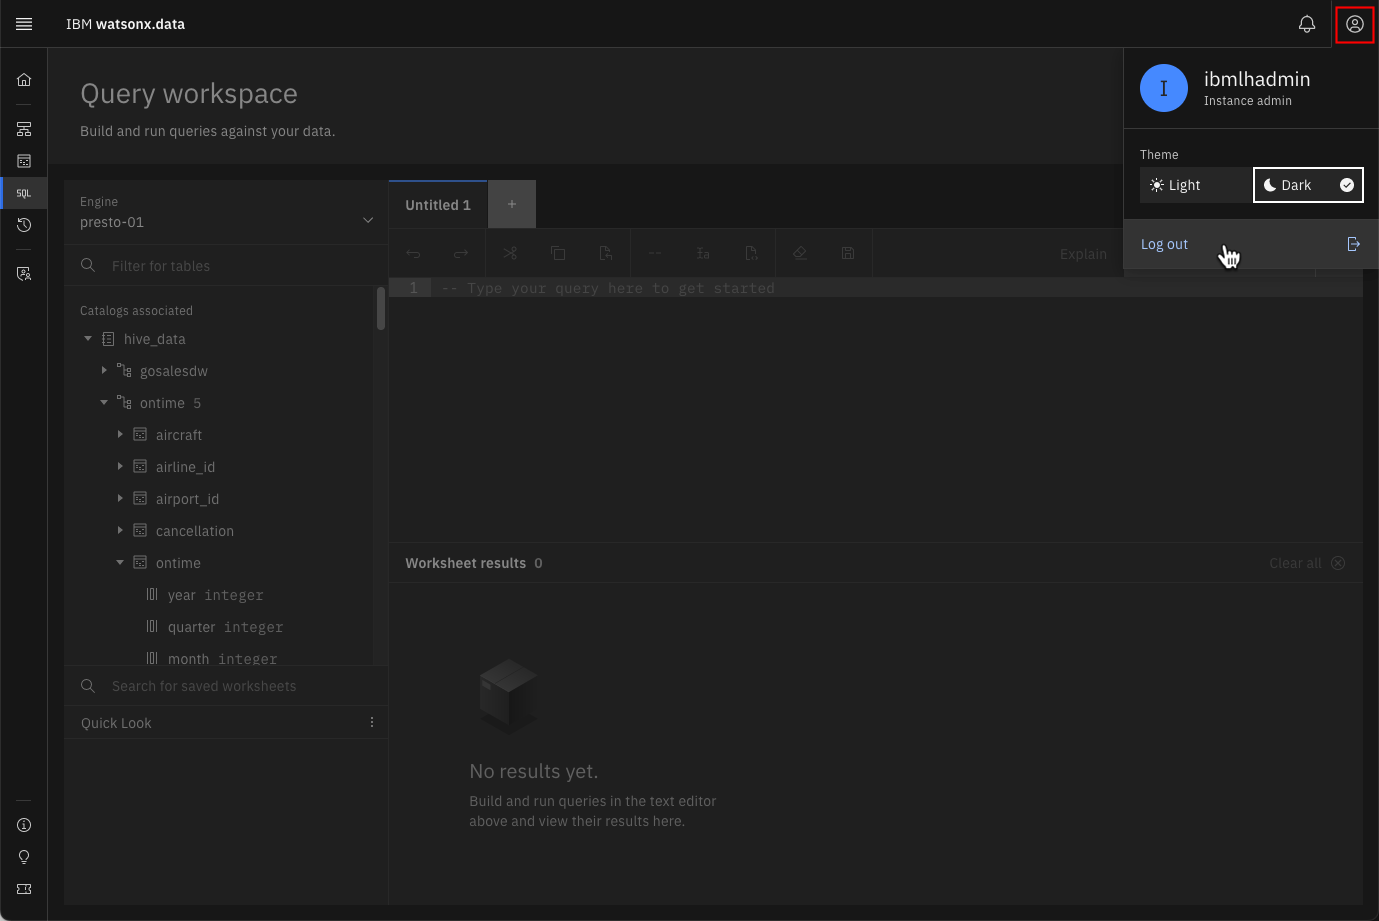 IBM watsonx.data
ibmlhadmin
I
Instance admin
Theme
Light
Dark
Log out
Query workspace
Build and run queries against your data.
SQL
Engine
presto-01
Filter for tables
Catalogs associated
hive_data
gosalesdw
ontime 5
aircraft
airline_id
airport_id
cancellation
ontime
year integer
quarter integer
month integer
Search for saved worksheets
Quick Look
Untitled 1
+
Explain
1 -- Type your query here to get started
Worksheet results 0
Clear all
No results yet.
Build and run queries in the text editor
above and view their results here.